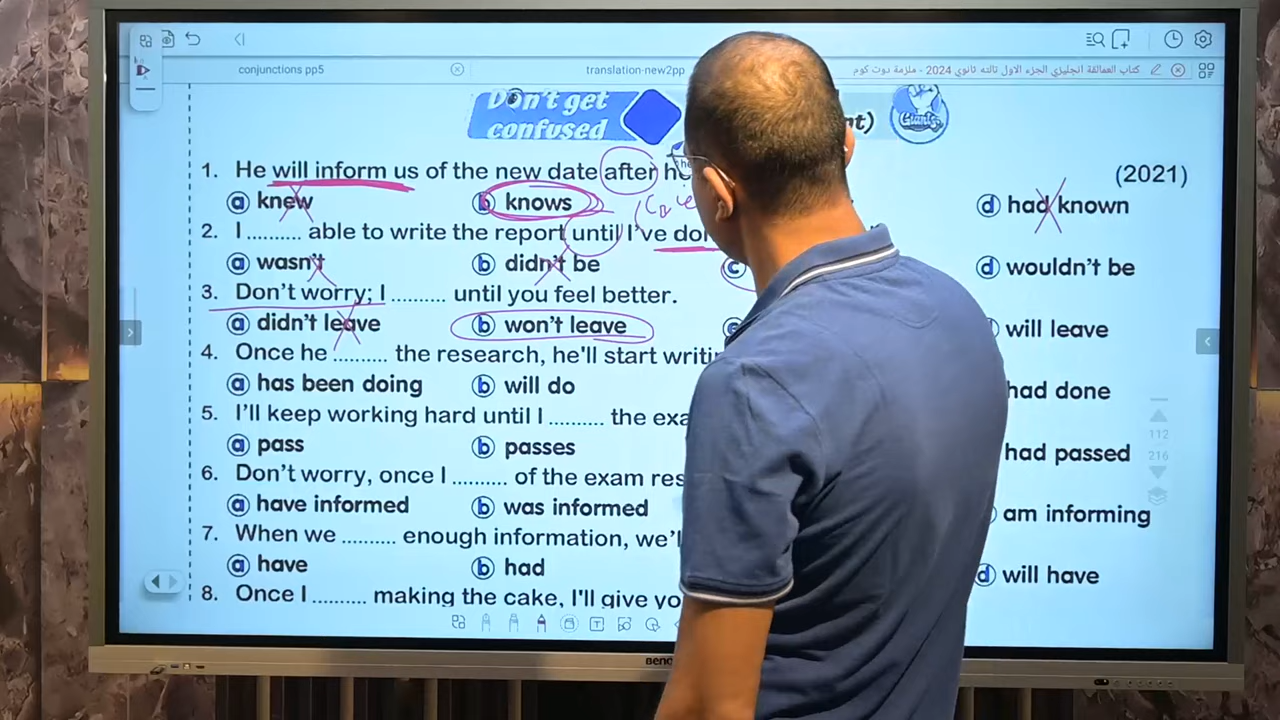 conjunctions pp5
translation-new2pp
كتاب العمالقة انجليزي الجزء الاول تالته ثانوي 2024 - ملزمة دوت كوم
Don't get
confused
nt)
Giants
1. He will inform us of the new date after he
(2021)
ⓐ knew ⓑ knows ⓓ had known
2. I .......... able to write the report until I've
ⓐ wasn't ⓑ didn't be ⓒ ⓓ wouldn't be
3. Don't worry; I .......... until you feel better.
ⓐ didn't leave ⓑ won't leave will leave
4. Once he .......... the research, he'll start
ⓐ has been doing ⓑ will do had done
5. I'll keep working hard until I .......... the
ⓐ pass ⓑ passes had passed
6. Don't worry, once I .......... of the exam
ⓐ have informed ⓑ was informed am informing
7. When we .......... enough information,
ⓐ have ⓑ had ⓓ will have
8. Once I .......... making the cake, I'll give
112
216
BenQ